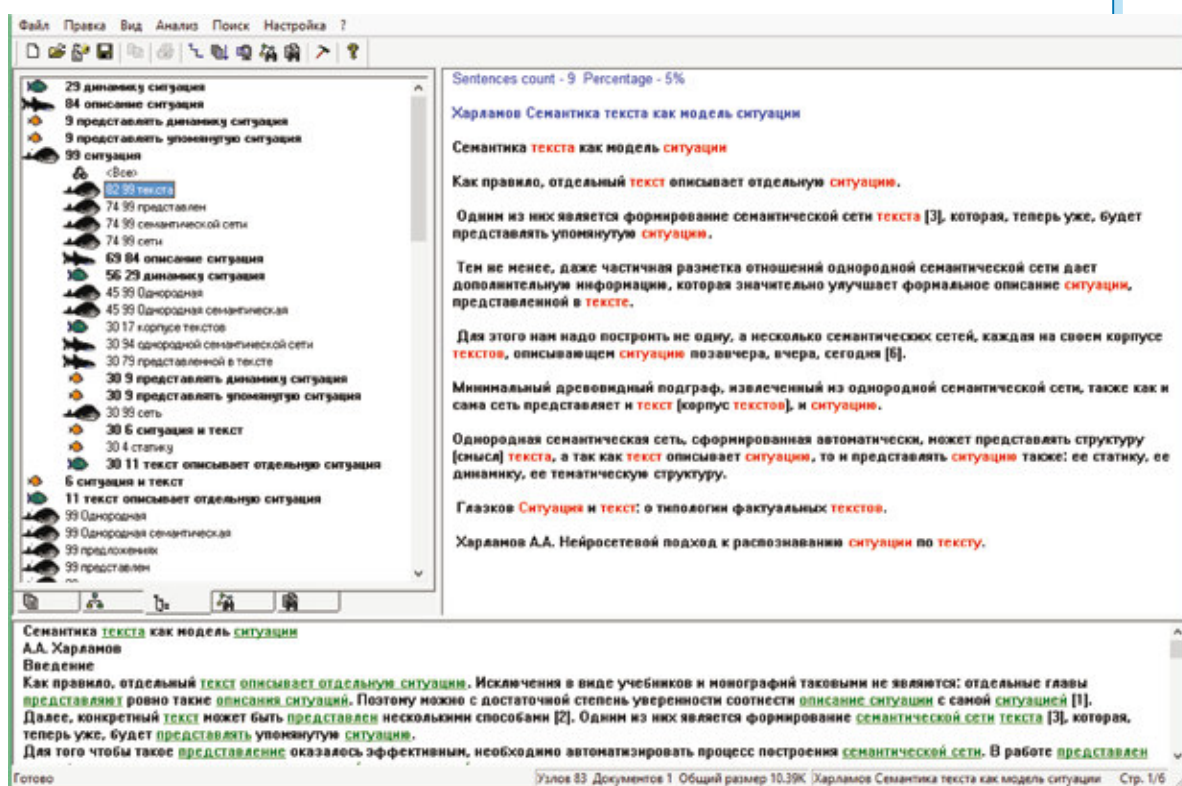 Файл Правка Вид Анализ Поиск Настройка ?
29 динамику ситуация
84 описание ситуация
9 представлять динамику ситуация
9 представлять упомянутую ситуация
99 ситуация
<Все>
82 99 текста
74 99 представлен
74 99 семантической сети
74 99 сети
69 84 описание ситуация
56 29 динамику ситуация
45 99 Однородная
45 99 Однородная семантическая
30 17 корпусе текстов
30 94 однородной семантической сети
30 79 представленной в тексте
30 9 представлять динамику ситуация
30 9 представлять упомянутую ситуация
30 99 сеть
30 6 ситуация и текст
30 4 статику
30 11 текст описывает отдельную ситуация
6 ситуация и текст
11 текст описывает отдельную ситуация
99 Однородная
99 Однородная семантическая
99 предложениях
99 представлен
Sentences count - 9 Percentage - 5%
Харламов Семантика текста как модель ситуации
Семантика текста как модель ситуации
Как правило, отдельный текст описывает отдельную ситуацию.
Одним из них является формирование семантической сети текста [3], которая, теперь уже, будет
представлять упомянутую ситуацию.
Тем не менее, даже частичная разметка отношений однородной семантической сети дает
дополнительную информацию, которая значительно улучшает формальное описание ситуации,
представленной в тексте.
Для этого нам надо построить не одну, а несколько семантических сетей, каждая на своем корпусе
текстов, описывающем ситуацию позавчера, вчера, сегодня [6].
Минимальный древовидный подграф, извлеченный из однородной семантической сети, также как и
сама сеть представляет и текст (корпус текстов), и ситуацию.
Однородная семантическая сеть, сформированная автоматически, может представлять структуру
(смысл) текста, а так как текст описывает ситуацию, то и представлять ситуацию также: ее статику, ее
динамику, ее тематическую структуру.
Глазков Ситуация и текст: о типологии фактуальных текстов.
Харламов А.А. Нейросетевой подход к распознаванию ситуации по тексту.
Семантика текста как модель ситуации
А.А. Харламов
Введение
Как правило, отдельный текст описывает отдельную ситуацию. Исключения в виде учебников и монографий таковыми не являются: отдельные главы
представляют ровно такие описания ситуаций. Поэтому можно с достаточной степень уверенности соотнести описание ситуации с самой ситуацией [1].
Далее, конкретный текст может быть представлен несколькими способами [2]. Одним из них является формирование семантической сети текста [3], которая,
теперь уже, будет представлять упомянутую ситуацию.
Для того чтобы такое представление оказалось эффективным, необходимо автоматизировать процесс построения семантической сети. В работе представлен
Готово Узлов 83 Документов 1 Общий размер 10.39K Харламов Семантика текста как модель ситуации Стр. 1/6